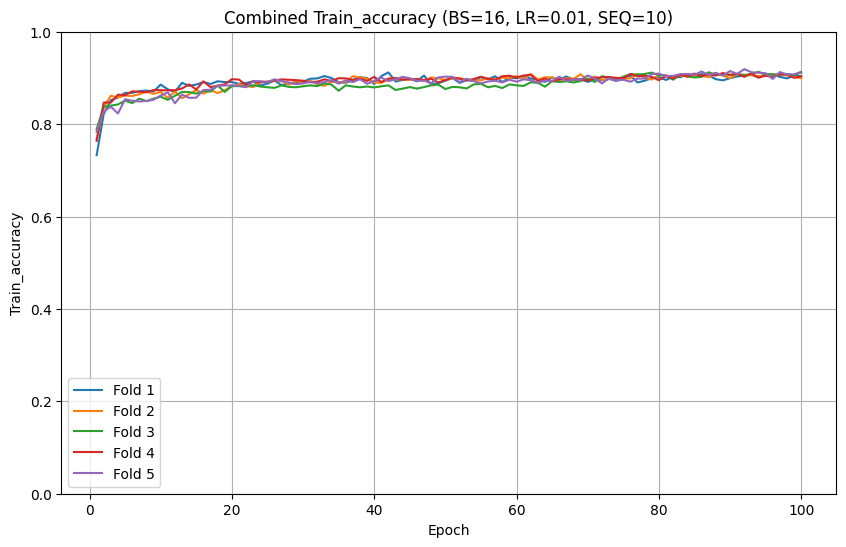 Combined Train_accuracy (BS=16, LR=0.01, SEQ=10)
Train_accuracy
1.0
0.8
0.6
0.4
0.2
0.0
Fold 1
Fold 2
Fold 3
Fold 4
Fold 5
0 20 40 60 80 100
Epoch